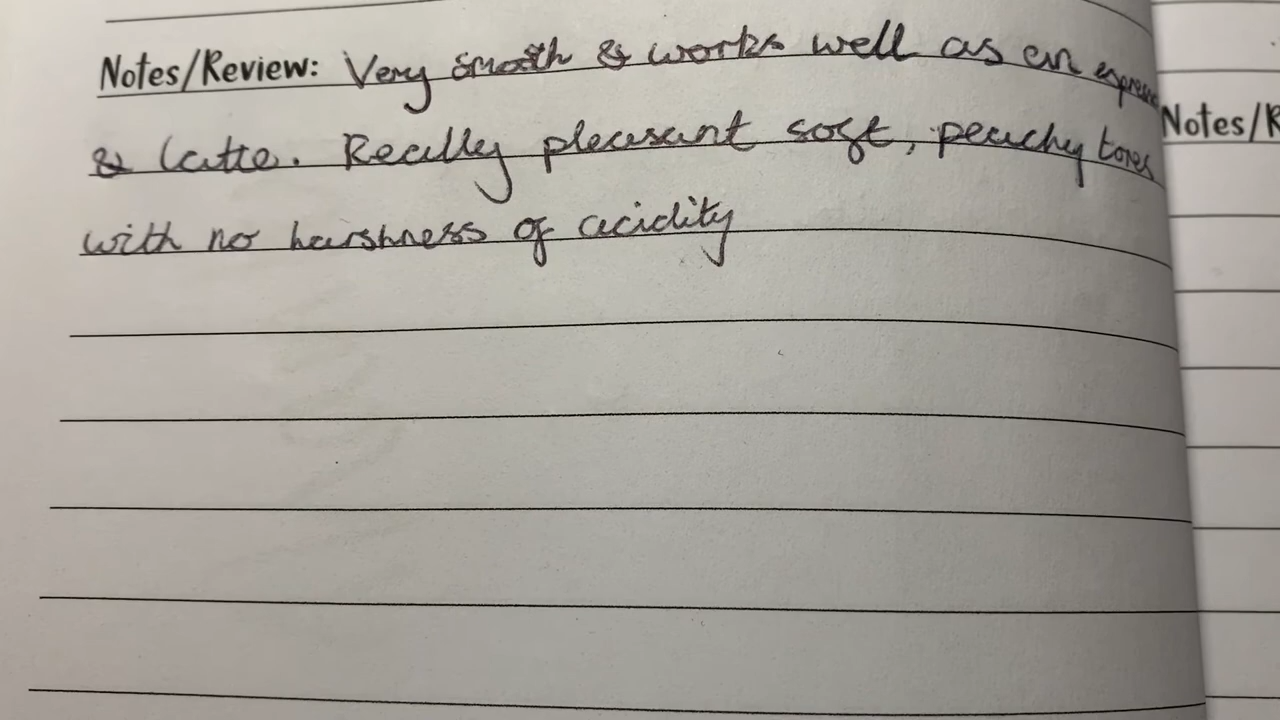 Notes/Review: Very smooth & works well as an espresso
& latte. Really pleasant soft, peachy tones
with no harshness of acidity
Notes/R